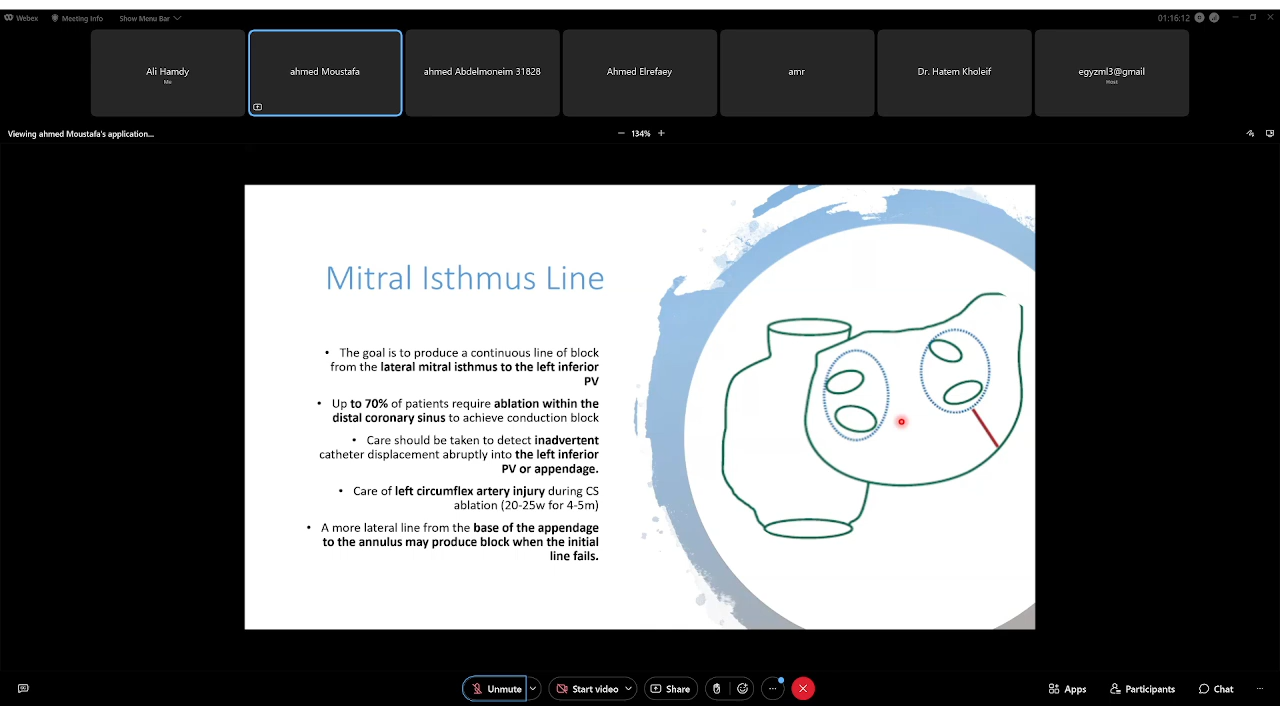 Webex Meeting Info Show Menu Bar 01:16:12
Ali Hamdy
Me
ahmed Moustafa
ahmed Abdelmoneim 31828
Ahmed Elrefaey
amr
Dr. Hatem Kholeif
egyzml3@gmail
Host
Viewing ahmed Moustafa's application...
134%
Mitral Isthmus Line
• The goal is to produce a continuous line of block
from the lateral mitral isthmus to the left inferior
PV
• Up to 70% of patients require ablation within the
distal coronary sinus to achieve conduction block
• Care should be taken to detect inadvertent
catheter displacement abruptly into the left inferior
PV or appendage.
• Care of left circumflex artery injury during CS
ablation (20-25w for 4-5m)
• A more lateral line from the base of the appendage
to the annulus may produce block when the initial
line fails.
Unmute Start video Share Apps Participants Chat